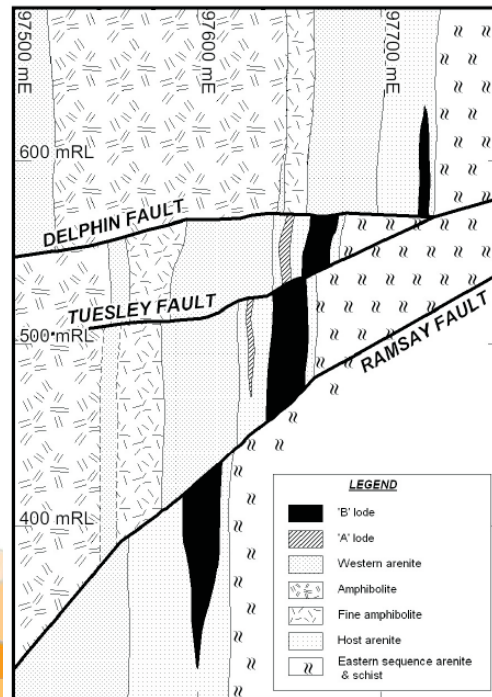 97500 mE
97600 mE
97700 mE
600 mRL
DELPHIN FAULT
TUESLEY FAULT
500 mRL
RAMSAY FAULT
400 mRL
LEGEND
'B' lode
'A' lode
Western arenite
Amphibolite
Fine amphibolite
Host arenite
Eastern sequence arenite
& schist